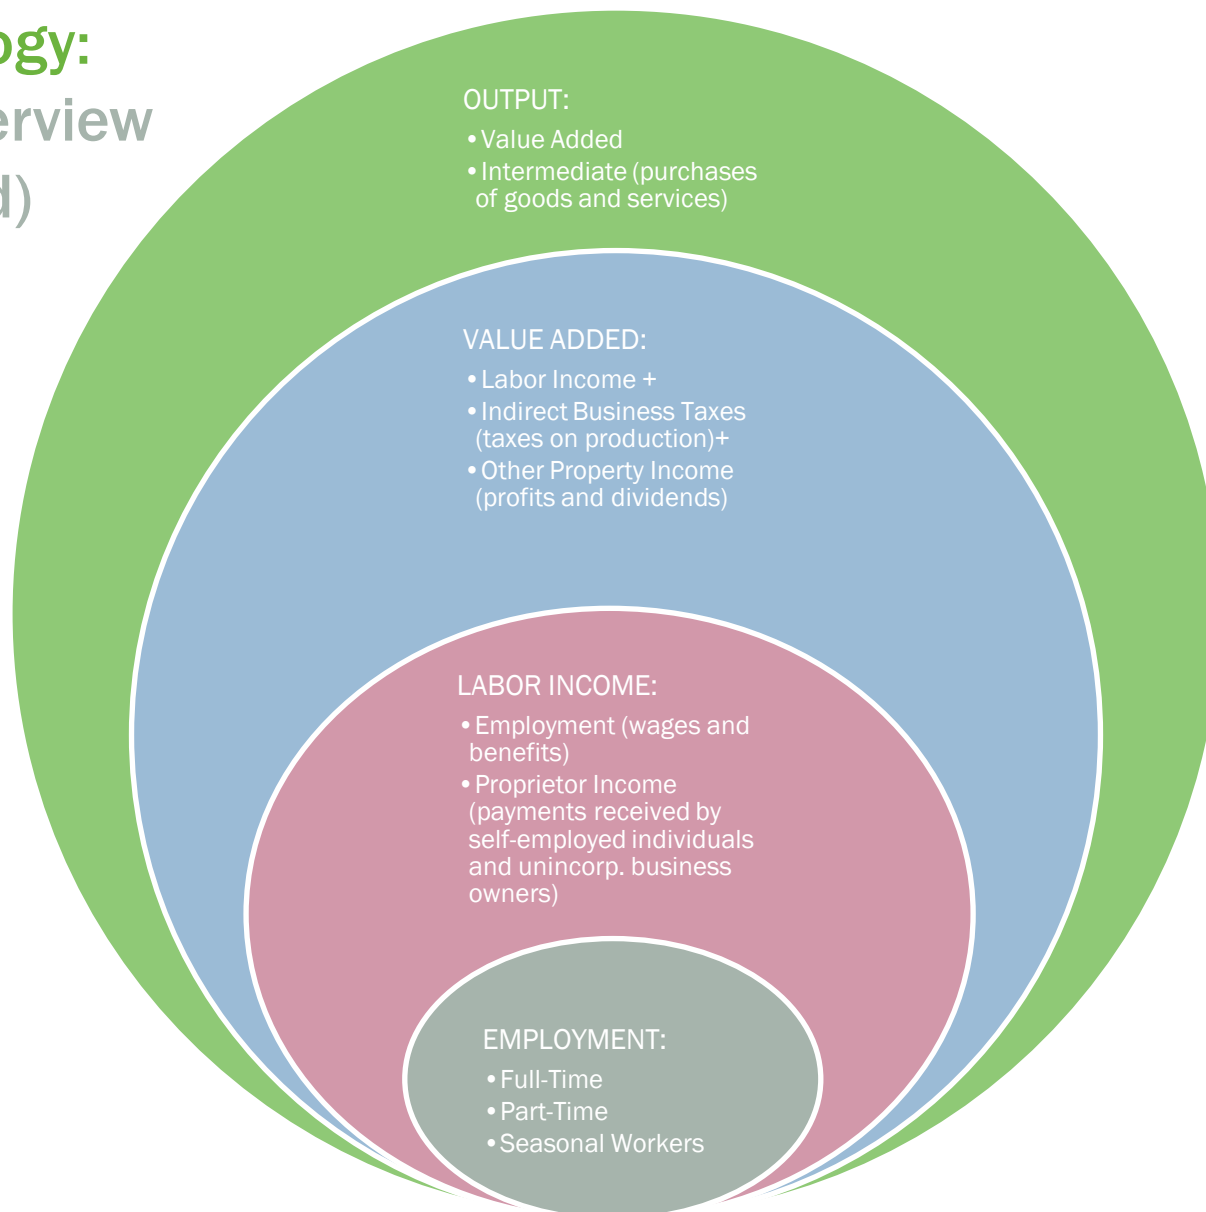 ogy:
erview
d)
OUTPUT:
•Value Added
•Intermediate (purchases
of goods and services)
VALUE ADDED:
•Labor Income +
•Indirect Business Taxes
(taxes on production)+
•Other Property Income
(profits and dividends)
LABOR INCOME:
•Employment (wages and
benefits)
•Proprietor Income
(payments received by
self-employed individuals
and unincorp. business
owners)
EMPLOYMENT:
•Full-Time
•Part-Time
•Seasonal Workers